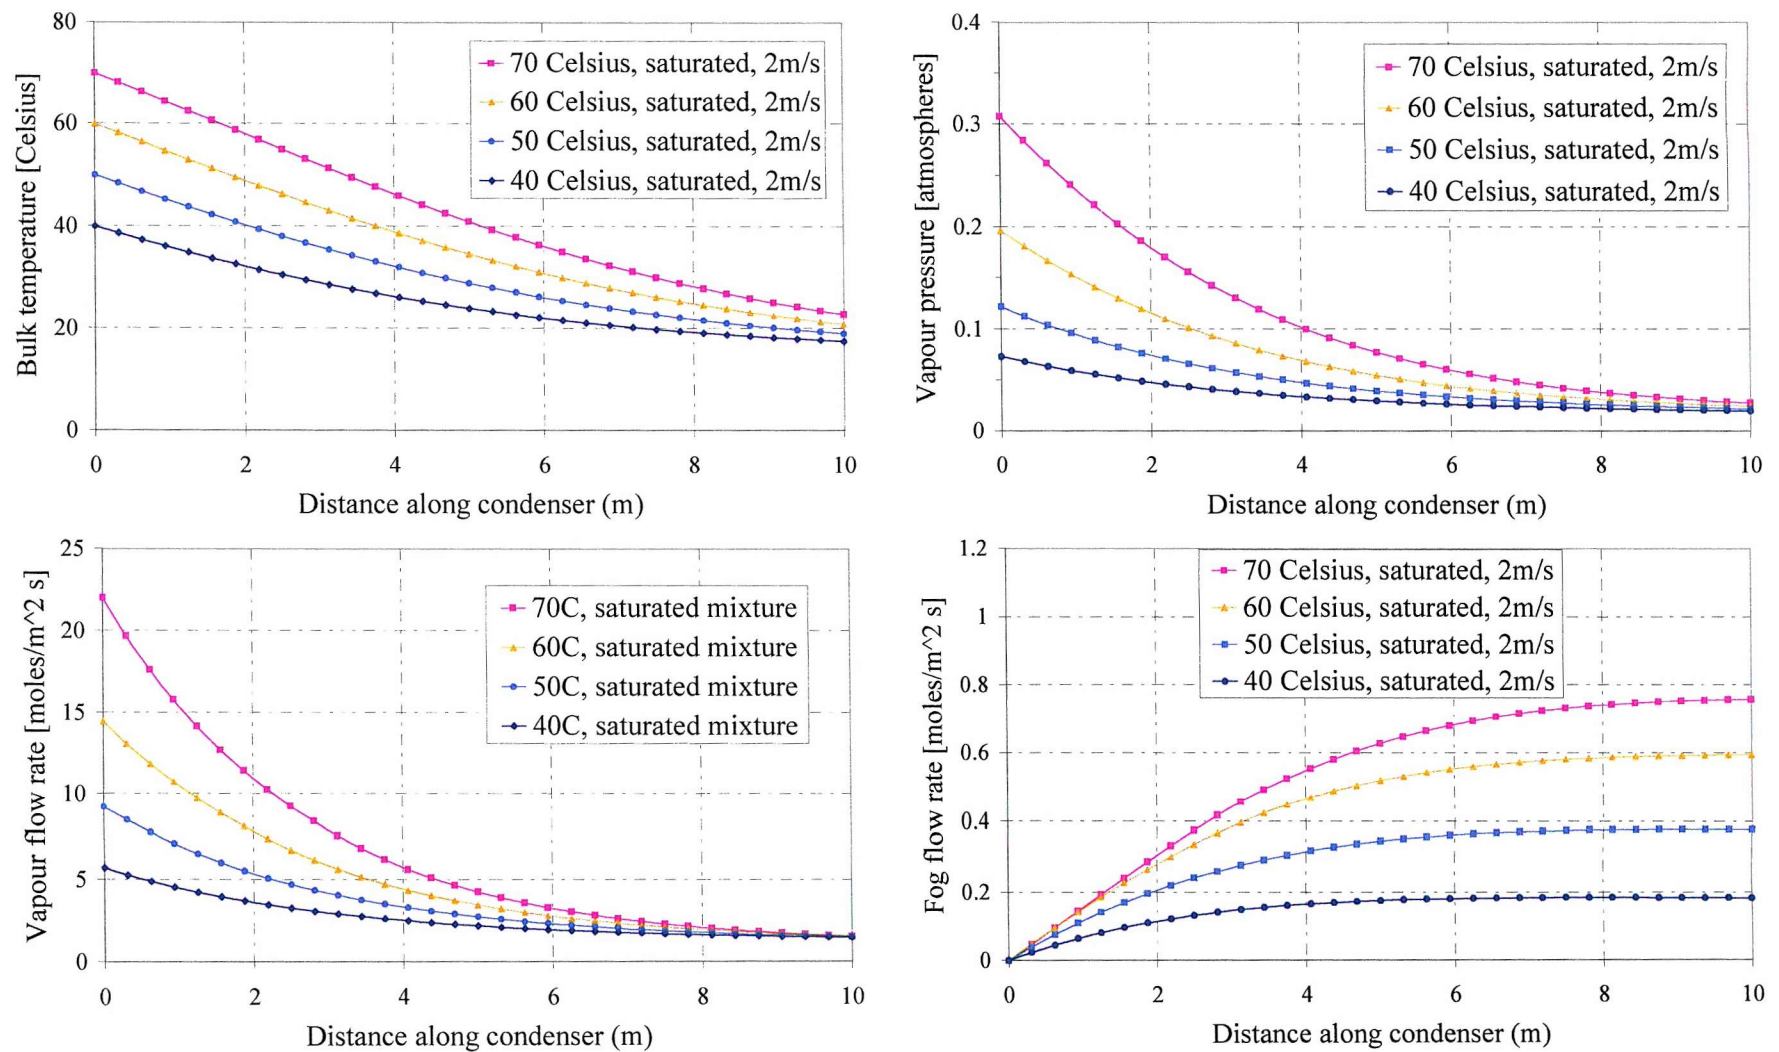 80
60
40
20
0
Bulk temperature [Celsius]
70 Celsius, saturated, 2m/s
60 Celsius, saturated, 2m/s
50 Celsius, saturated, 2m/s
40 Celsius, saturated, 2m/s
0 2 4 6 8 10
Distance along condenser (m)
0.4
0.3
0.2
0.1
0
Vapour pressure [atmospheres]
70 Celsius, saturated, 2m/s
60 Celsius, saturated, 2m/s
50 Celsius, saturated, 2m/s
40 Celsius, saturated, 2m/s
0 2 4 6 8 10
Distance along condenser (m)
25
20
15
10
5
0
Vapour flow rate [moles/m^2 s]
70C, saturated mixture
60C, saturated mixture
50C, saturated mixture
40C, saturated mixture
0 2 4 6 8 10
Distance along condenser (m)
1.2
1
0.8
0.6
0.4
0.2
0
Fog flow rate [moles/m^2 s]
70 Celsius, saturated, 2m/s
60 Celsius, saturated, 2m/s
50 Celsius, saturated, 2m/s
40 Celsius, saturated, 2m/s
0 2 4 6 8 10
Distance along condenser (m)